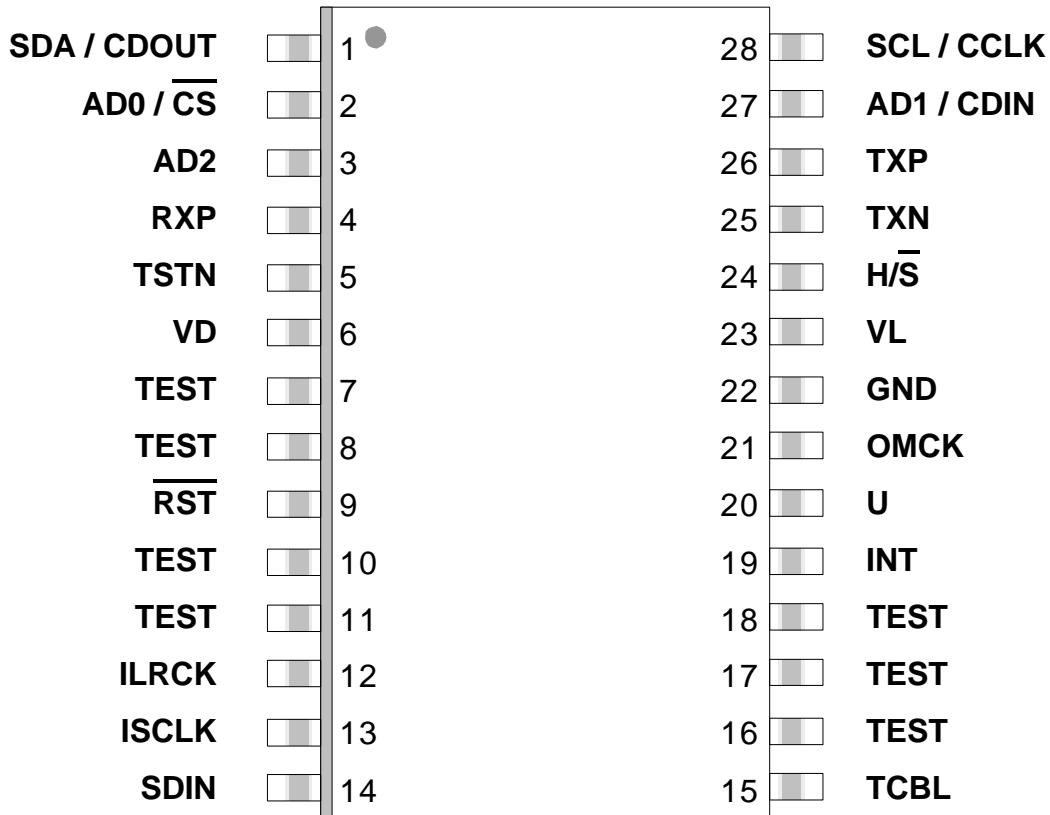 SDA / CDOUT 1 28 SCL / CCLK
AD0 / C̅S̅ 2 27 AD1 / CDIN
AD2 3 26 TXP
RXP 4 25 TXN
TSTN 5 24 H/S̅
VD 6 23 VL
TEST 7 22 GND
TEST 8 21 OMCK
R̅S̅T̅ 9 20 U
TEST 10 19 INT
TEST 11 18 TEST
ILRCK 12 17 TEST
ISCLK 13 16 TEST
SDIN 14 15 TCBL